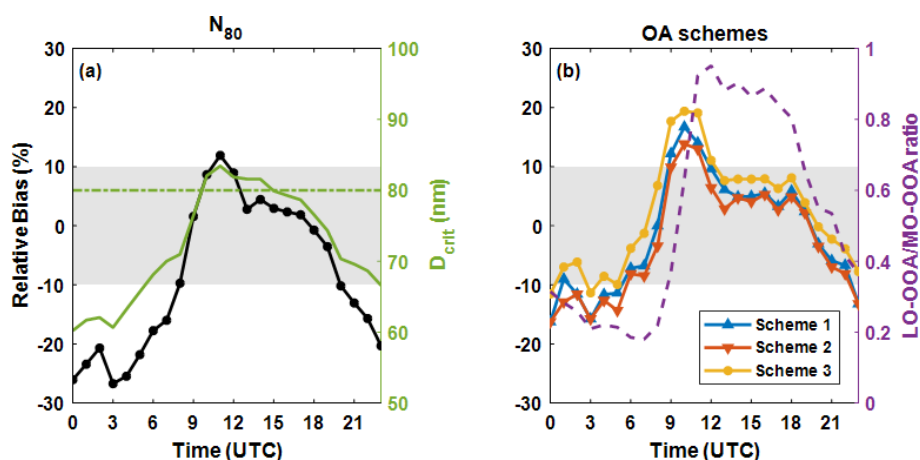 N80
(a)
Relative Bias (%)
30
20
10
0
-10
-20
-30
0 3 6 9 12 15 18 21
Time (UTC)
100
90
80
70
60
50
Dcrit (nm)
OA schemes
(b)
30
20
10
0
-10
-20
-30
0 3 6 9 12 15 18 21
Time (UTC)
1
0.8
0.6
0.4
0.2
0
LO-OOA/MO-OOA ratio
Scheme 1
Scheme 2
Scheme 3